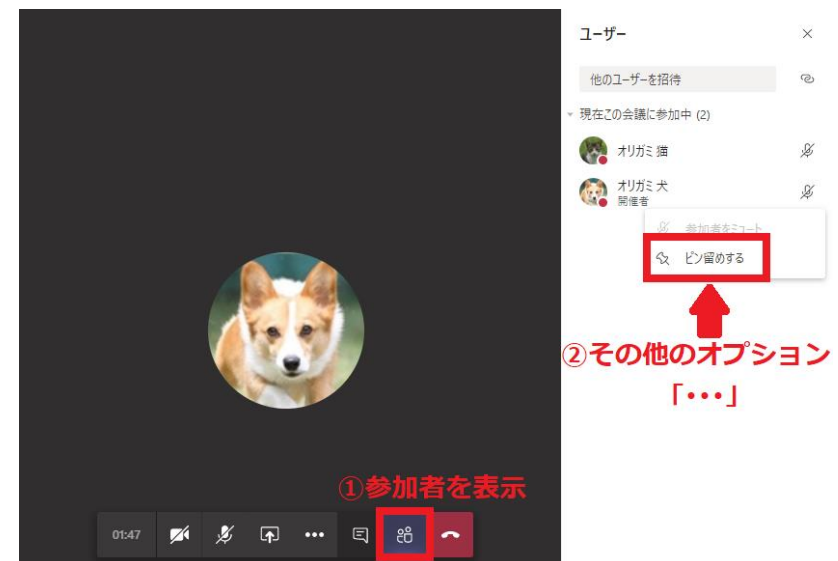 ユーザー
他のユーザーを招待
現在この会議に参加中 (2)
オリガミ 猫
オリガミ 犬
開催者
参加者をミュート
ピン留めする
②その他のオプション
「・・・」
①参加者を表示
01:47